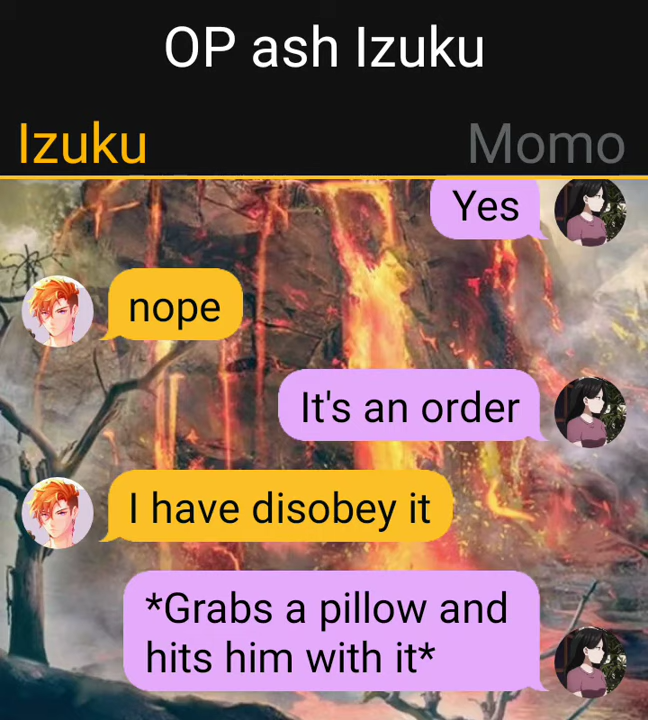 OP ash Izuku
Izuku
Momo
Yes
nope
It's an order
I have disobey it
*Grabs a pillow and
hits him with it*